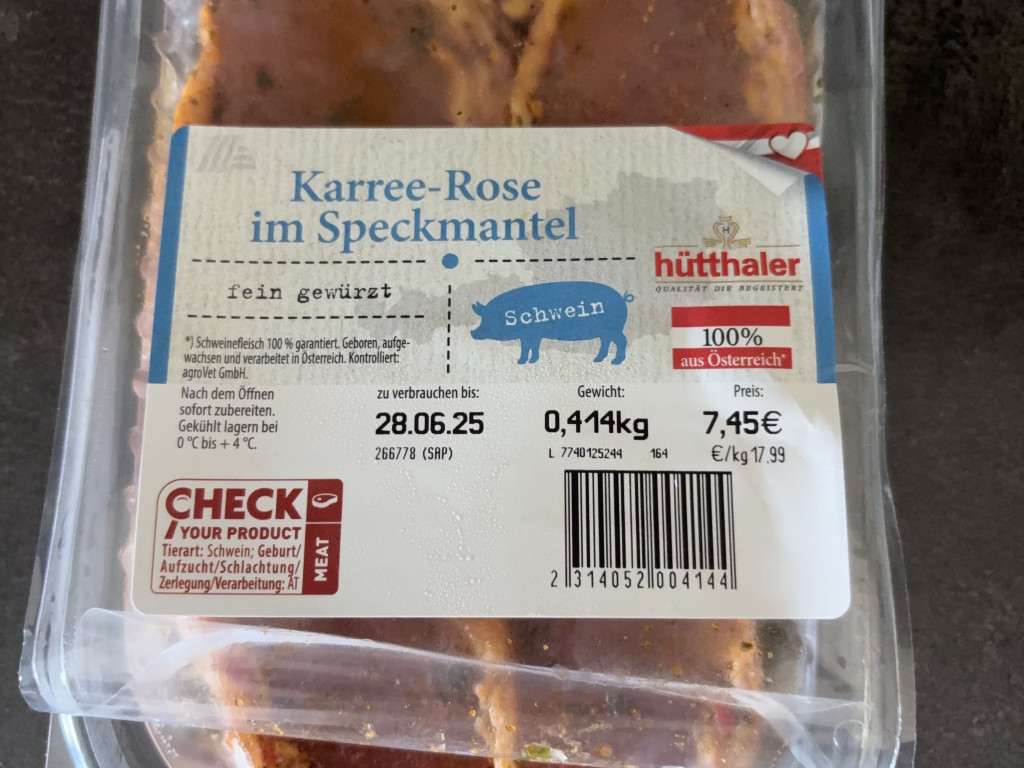 Karree-Rose
im Speckmantel
fein gewürzt
Schwein
H
hütthaler
QUALITÄT DIE BEGEISTERT
100%
aus Österreich*
*) Schweinefleisch 100 % garantiert. Geboren, aufge-
wachsen und verarbeitet in Österreich. Kontrolliert:
agroVet GmbH.
Nach dem Öffnen
sofort zubereiten.
Gekühlt lagern bei
0 °C bis + 4 °C.
zu verbrauchen bis:
28.06.25
266778 (SAP)
Gewicht:
0,414kg
L 7740125244 164
Preis:
7,45€
€/kg 17.99
CHECK
YOUR PRODUCT
MEAT
Tierart: Schwein; Geburt/
Aufzucht/Schlachtung/
Zerlegung/Verarbeitung: AT
2 314052 004144